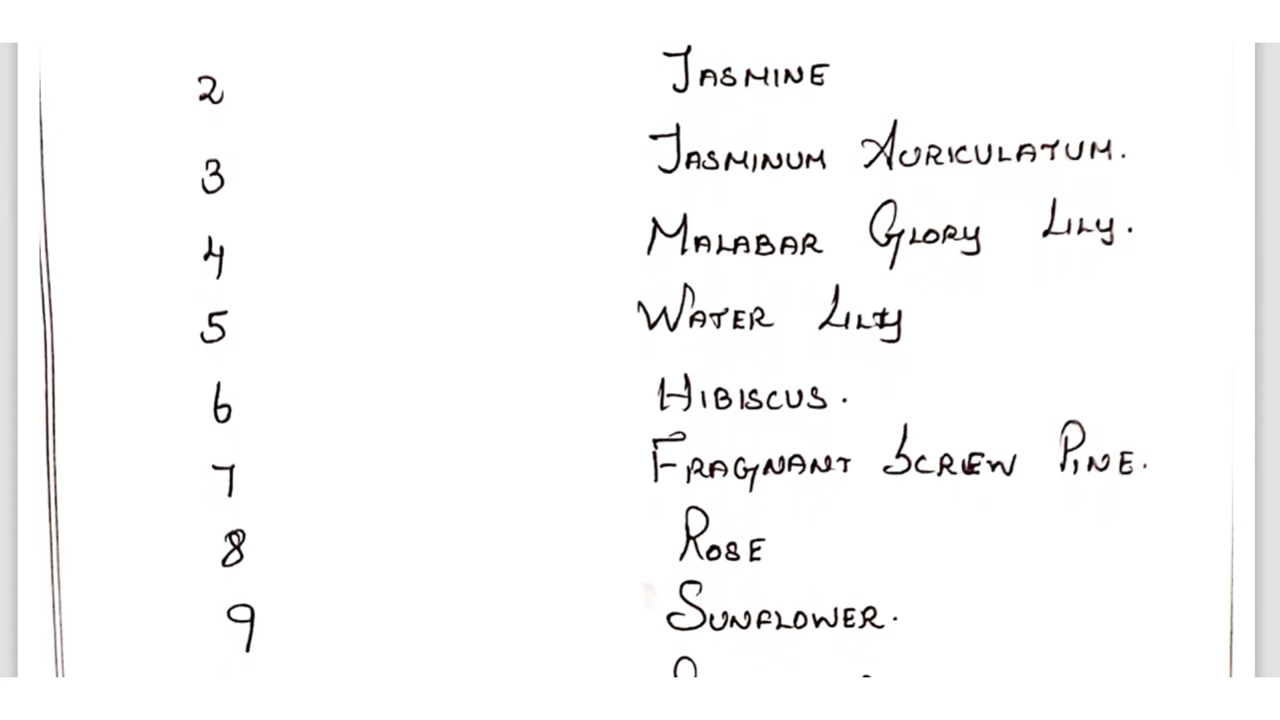 2 JASMINE
3 JASMINUM AURICULATUM.
4 MALABAR GLORY LILY.
5 WATER LILY
6 HIBISCUS.
7 FRAGNANT SCREW PINE.
8 ROSE
9 SUNFLOWER.